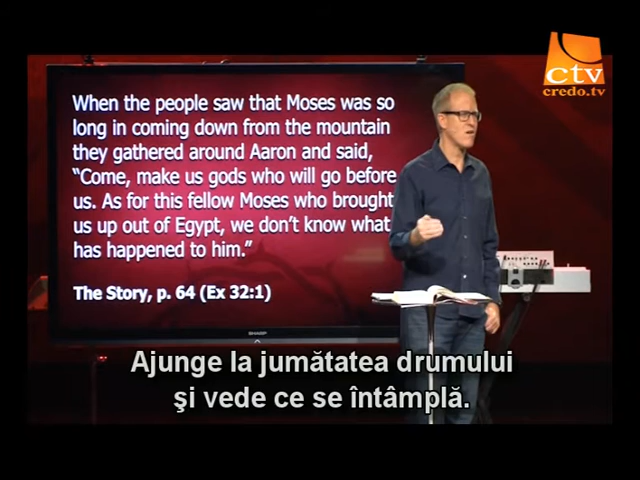 ctv
credo.tv
When the people saw that Moses was so
long in coming down from the mountain
they gathered around Aaron and said,
“Come, make us gods who will go before
us. As for this fellow Moses who brought
us up out of Egypt, we don’t know what
has happened to him.”
The Story, p. 64 (Ex 32:1)
SHARP
Ajunge la jumătatea drumului
şi vede ce se întâmplă.